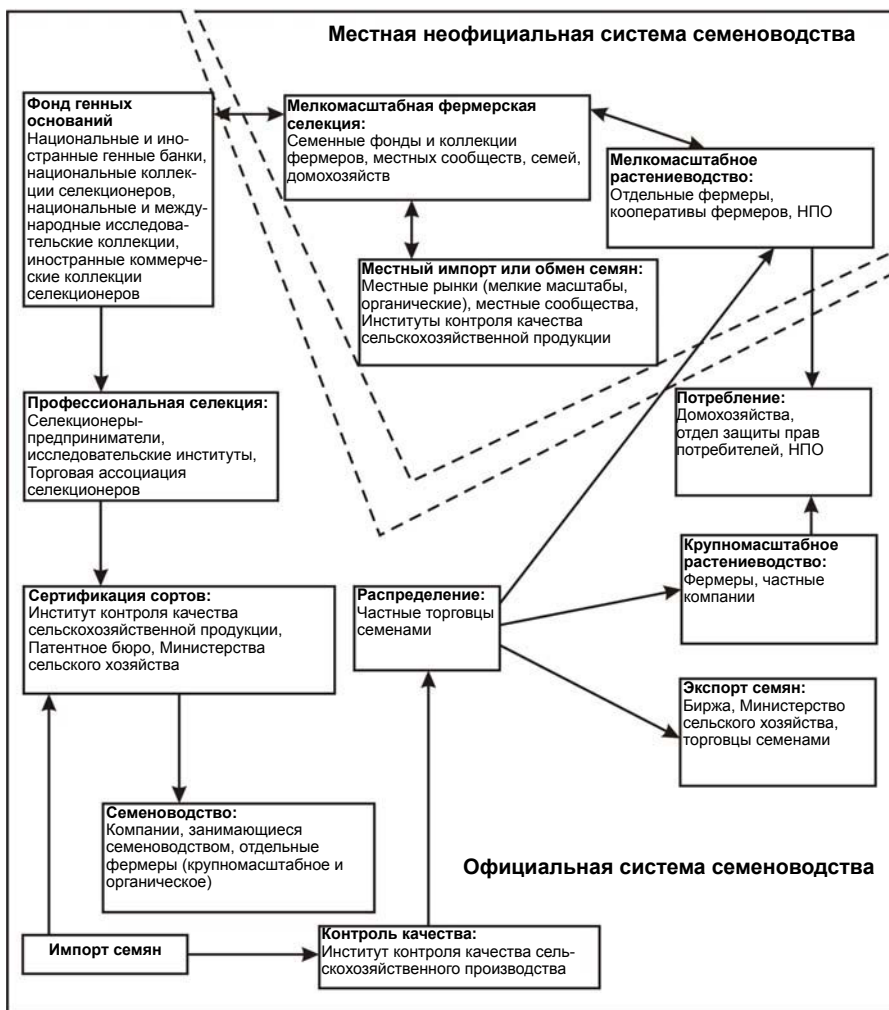 Местная неофициальная система семеноводства
Фонд генных
оснований
Национальные и ино-
странные генные банки,
национальные коллек-
ции селекционеров,
национальные и между-
народные исследова-
тельские коллекции,
иностранные коммерче-
ские коллекции
селекционеров
Мелкомасштабная фермерская
селекция:
Семенные фонды и коллекции
фермеров, местных сообществ, семей,
домохозяйств
Мелкомасштабное
растениеводство:
Отдельные фермеры,
кооперативы фермеров, НПО
Местный импорт или обмен семян:
Местные рынки (мелкие масштабы,
органические), местные сообщества,
Институты контроля качества
сельскохозяйственной продукции
Профессиональная селекция:
Селекционеры-
предприниматели,
исследовательские институты,
Торговая ассоциация
селекционеров
Потребление:
Домохозяйства,
отдел защиты прав
потребителей, НПО
Крупномасштабное
растениеводство:
Фермеры, частные
компании
Сертификация сортов:
Институт контроля качества
сельскохозяйственной продукции,
Патентное бюро, Министерства
сельского хозяйства
Распределение:
Частные торговцы
семенами
Экспорт семян:
Биржа, Министерство
сельского хозяйства,
торговцы семенами
Семеноводство:
Компании, занимающиеся
семеноводством, отдельные
фермеры (крупномасштабное и
органическое)
Официальная система семеноводства
Импорт семян
Контроль качества:
Институт контроля качества сель-
скохозяйственного производства